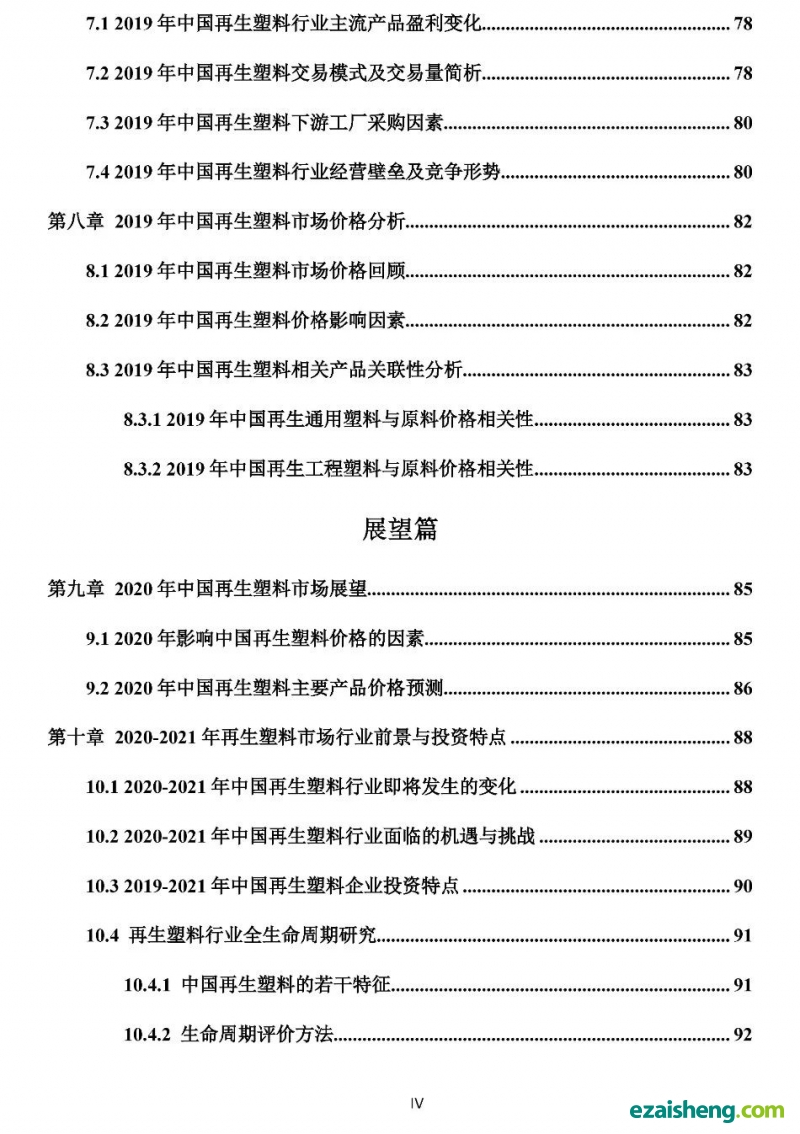 7.1 2019 年中国再生塑料行业主流产品盈利变化........................................................ 78
7.2 2019 年中国再生塑料交易模式及交易量简析........................................................ 78
7.3 2019 年中国再生塑料下游工厂采购因素................................................................ 80
7.4 2019 年中国再生塑料行业经营壁垒及竞争形势.................................................... 80
第八章 2019 年中国再生塑料市场价格分析........................................................................ 82
8.1 2019 年中国再生塑料市场价格回顾........................................................................ 82
8.2 2019 年中国再生塑料价格影响因素........................................................................ 82
8.3 2019 年中国再生塑料相关产品关联性分析............................................................ 83
8.3.1 2019 年中国再生通用塑料与原料价格相关性............................................. 83
8.3.2 2019 年中国再生工程塑料与原料价格相关性............................................. 83
展望篇
第九章 2020 年中国再生塑料市场展望................................................................................ 85
9.1 2020 年影响中国再生塑料价格的因素.................................................................... 85
9.2 2020 年中国再生塑料主要产品价格预测................................................................ 86
第十章 2020-2021 年再生塑料市场行业前景与投资特点.................................................. 88
10.1 2020-2021 年中国再生塑料行业即将发生的变化................................................ 88
10.2 2020-2021 年中国再生塑料行业面临的机遇与挑战............................................ 89
10.3 2019-2021 年中国再生塑料企业投资特点............................................................ 90
10.4 再生塑料行业全生命周期研究.............................................................................. 91
10.4.1 中国再生塑料的若干特征........................................................................... 91
10.4.2 生命周期评价方法....................................................................................... 92
IV
ezaisheng.com